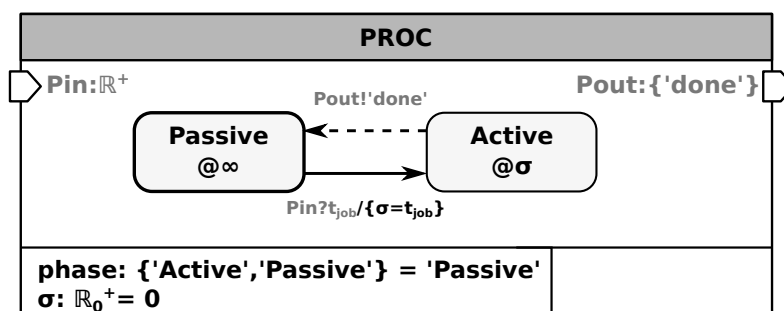 PROC
Pin:ℝ⁺
Pout:{'done'}
Pout!'done'
Passive
@∞
Active
@σ
Pin?t_job/{σ=t_job}
phase: {'Active','Passive'} = 'Passive'
σ: ℝ₀⁺= 0